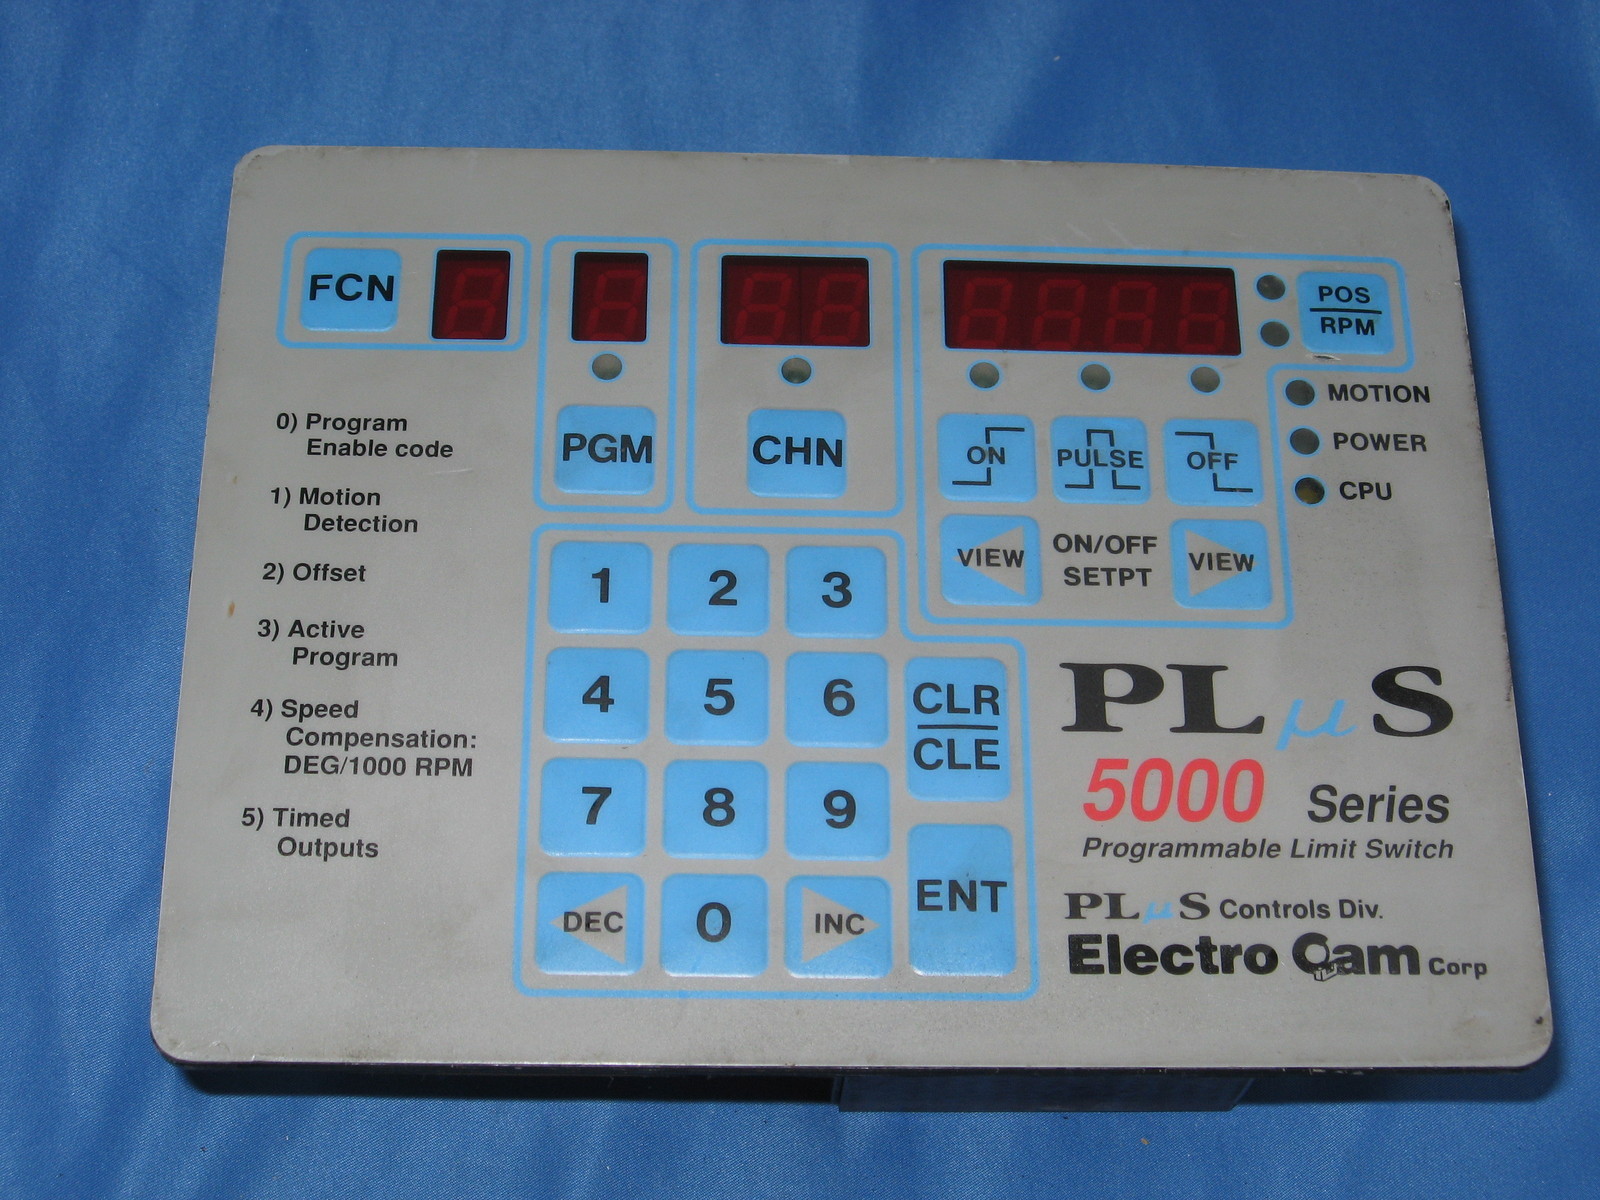 FCN
POS
RPM
MOTION
POWER
CPU
PGM
CHN
ON
PULSE
OFF
VIEW
ON/OFF
SETPT
VIEW
0) Program
Enable code
1) Motion
Detection
2) Offset
3) Active
Program
4) Speed
Compensation:
DEG/1000 RPM
5) Timed
Outputs
1 2 3
4 5 6
7 8 9
DEC 0 INC
CLR
CLE
ENT
PLµS
5000 Series
Programmable Limit Switch
PLµS Controls Div.
Electro Cam Corp